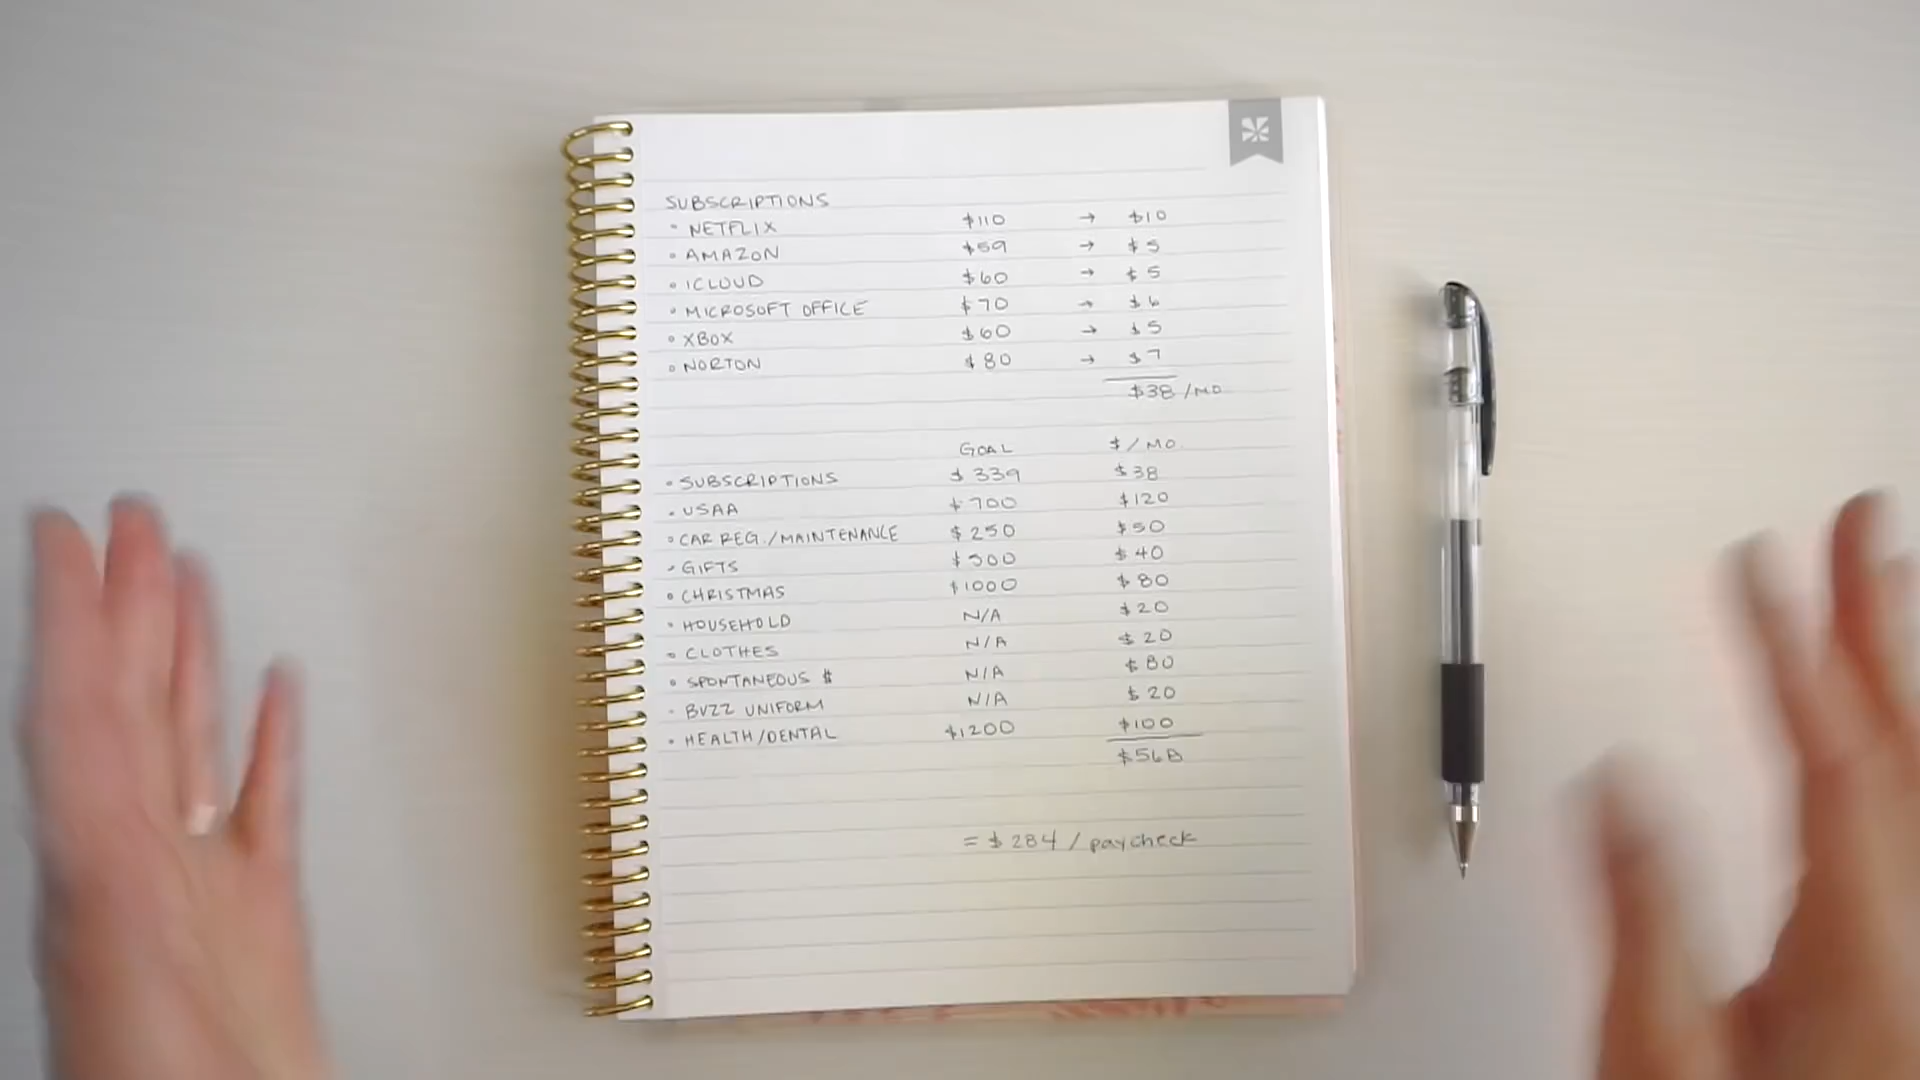 SUBSCRIPTIONS
• NETFLIX $110 → $10
• AMAZON $59 → $5
• ICLOUD $60 → $5
• MICROSOFT OFFICE $70 → $6
• XBOX $60 → $5
• NORTON $80 → $7
$38/MO
GOAL $/MO.
• SUBSCRIPTIONS $339 $38
• USAA $700 $120
• CAR REG./MAINTENANCE $250 $50
• GIFTS $500 $40
• CHRISTMAS $1000 $80
• HOUSEHOLD N/A $20
• CLOTHES N/A $20
• SPONTANEOUS $ N/A $80
• BUZZ UNIFORM N/A $20
• HEALTH/DENTAL $1200 $100
$568
= $284/paycheck